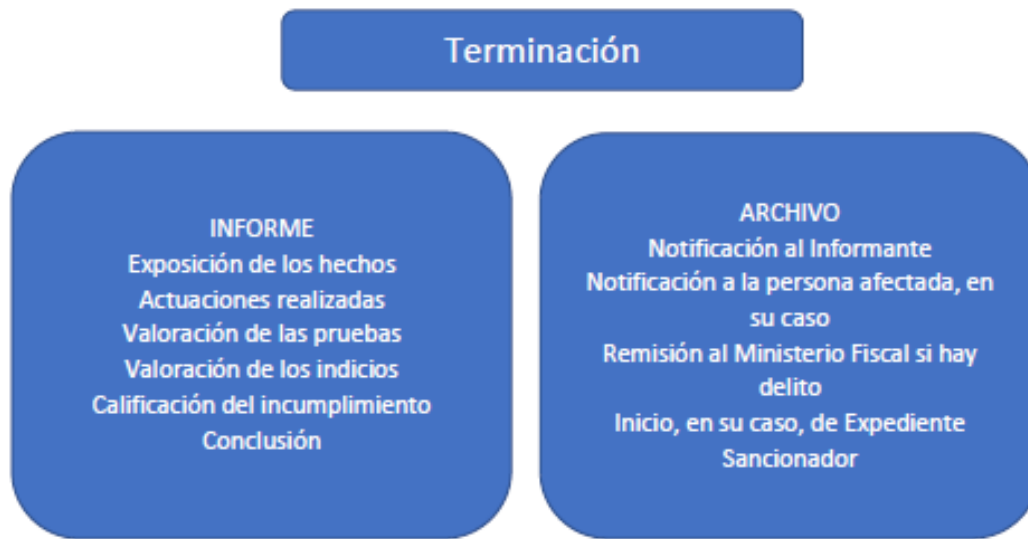 Terminación
INFORME
Exposición de los hechos
Actuaciones realizadas
Valoración de las pruebas
Valoración de los indicios
Calificación del incumplimiento
Conclusión
ARCHIVO
Notificación al Informante
Notificación a la persona afectada, en
su caso
Remisión al Ministerio Fiscal si hay
delito
Inicio, en su caso, de Expediente
Sancionador